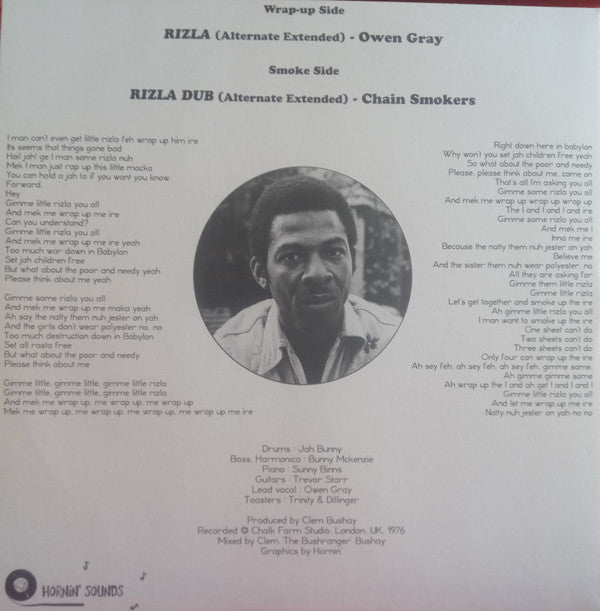 Wrap-up Side
RIZLA (Alternate Extended) - Owen Gray
Smoke Side
RIZLA DUB (Alternate Extended) - Chain Smokers
I man can't even get little rizla feh wrap up him ire
Its seems that things gone bad
Hail jah! ge I man some rizla nuh
Mek I man just rap up this little macka
You can hold a jah to if you want you know
Forward.
Hey
Gimme little rizla you all
And mek me wrap up me ire
Can you understand?
Gimme little rizla you all
And mek me wrap up me ire yeah
Too much war down in Babylon
Set jah children free
But what about the poor and needy yeah
Please think about me yeah
Gimme some rizla you all
And mek me wrap up me maka yeah
Ah say the natty them nuh jester on yah
And the girls don't wear polyester no, no
Too much destruction down in Babylon
Set all rasta free
But what about the poor and needy
Please think about me
Gimme little, gimme little, gimme little rizla
Gimme little, gimme little, gimme little rizla
And mek me wrap up, me wrap up, me wrap up
Mek me wrap up, me wrap up, me wrap up, me wrap up me ire
Right down here in babylon
Why won't you set jah children free yeah
So what about the poor and needy
Please, please think about me, come on
That's all I'm asking you all
Gimme some rizla you all
And mek me wrap up wrap up wrap up
The I and I and I and ire
Gimme some rizla you all
And mek me I
Inna me ire
Because the natty them nuh jester on yah
Believe me
And the sister them nuh wear polyester, no
All they are asking for
Gimme them little rizla
Gimme little rizla
Let's get together and smoke up the ire
Ah gimme little rizla you all
I man want to smoke up the ire
One sheet can't do
Two sheets can't do
Three sheets can't do
Only four can wrap up the ire
Ah sey feh, ah sey feh, ah sey feh, gimme some,
Ah gimme gimme some
Ah wrap up the I and ah get I and I and I
Gimme little rizla you all
And let me wrap up me ire
Natty nuh jester on yah no no
Drums : Jah Bunny
Bass, Harmonica : Bunny Mckenzie
Piano : Sunny Binns
Guitars : Trevor Starr
Lead vocal : Owen Gray
Toasters : Trinity & Dillinger
Produced by Clem Bushay
Recorded @ Chalk Farm Studio, London, UK, 1976
Mixed by Clem 'The Bushranger' Bushay
Graphics by Hornin'
HORNIN' SOUNDS